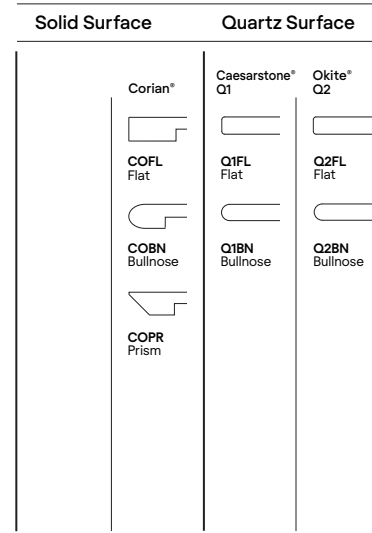 Solid Surface
Quartz Surface
Corian®
Caesarstone®
Q1
Okite®
Q2
COFL
Flat
Q1FL
Flat
Q2FL
Flat
COBN
Bullnose
Q1BN
Bullnose
Q2BN
Bullnose
COPR
Prism